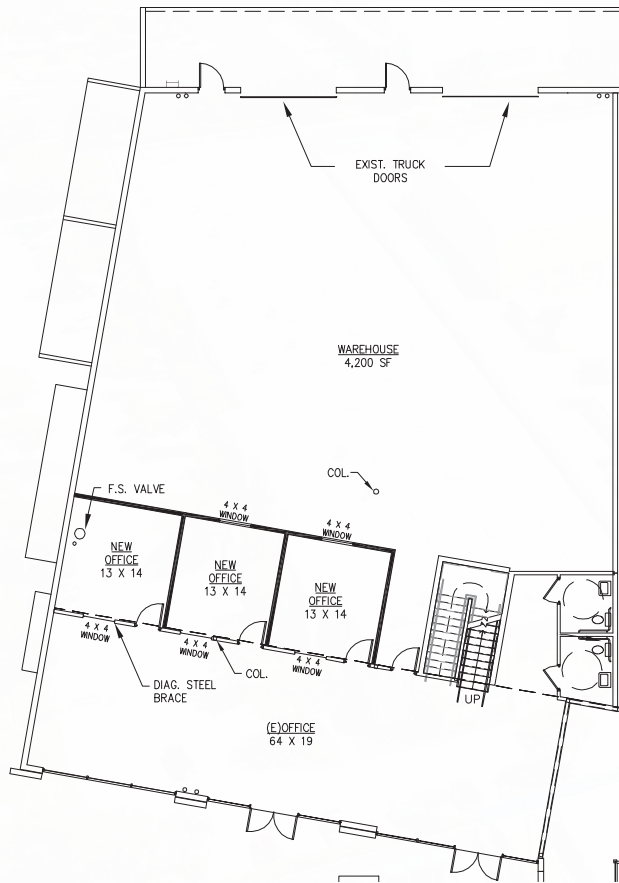 EXIST. TRUCK
DOORS
WAREHOUSE
4,200 SF
COL.
F.S. VALVE
4 X 4
WINDOW
4 X 4
WINDOW
NEW
OFFICE
13 X 14
NEW
OFFICE
13 X 14
NEW
OFFICE
13 X 14
4 X 4
WINDOW
4 X 4
WINDOW
4 X 4
WINDOW
COL.
DIAG. STEEL
BRACE
UP
(E)OFFICE
64 X 19